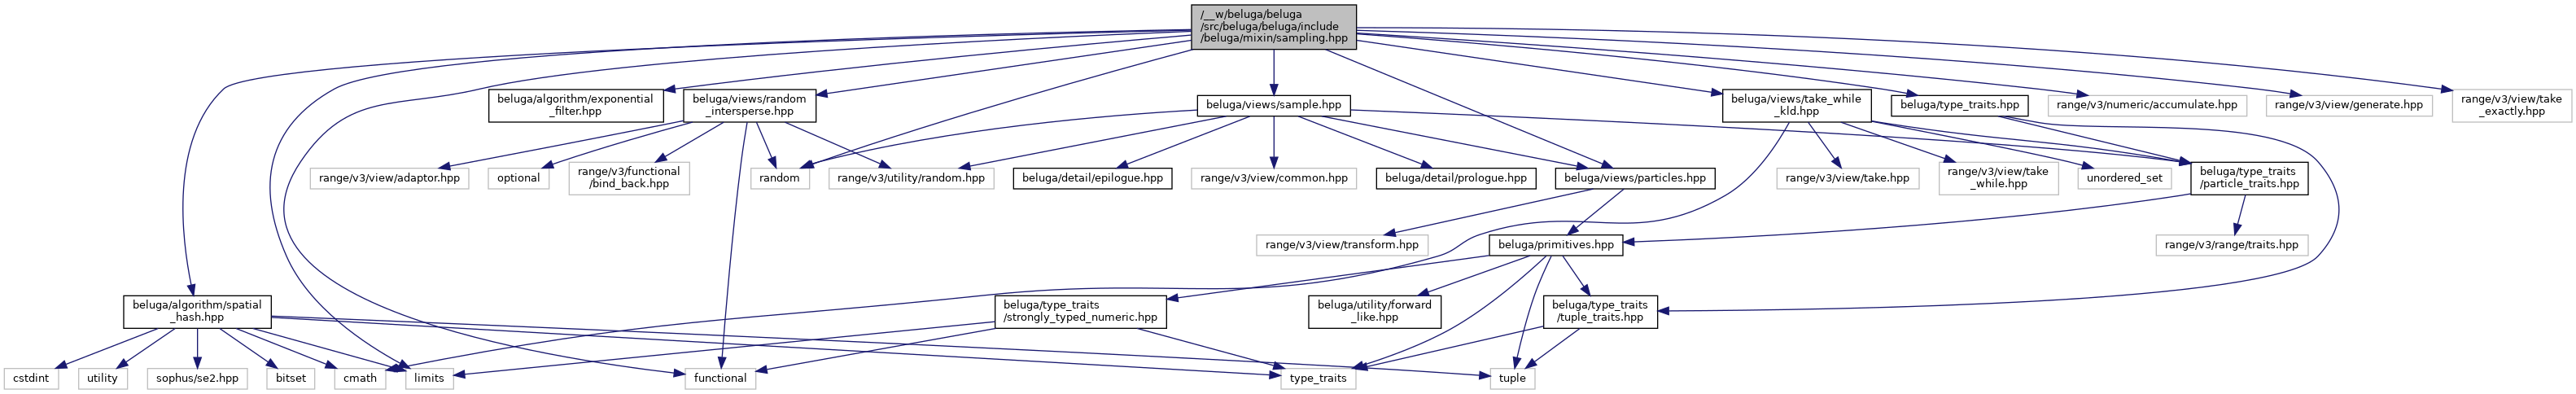 /__w/beluga/beluga
/src/beluga/beluga/include
/beluga/mixin/sampling.hpp
beluga/algorithm/exponential
_filter.hpp
beluga/views/random
_intersperse.hpp
beluga/views/sample.hpp
beluga/views/take_while
_kld.hpp
beluga/type_traits.hpp
range/v3/numeric/accumulate.hpp
range/v3/view/generate.hpp
range/v3/view/take
_exactly.hpp
range/v3/view/adaptor.hpp
optional
range/v3/functional
/bind_back.hpp
random
range/v3/utility/random.hpp
beluga/detail/epilogue.hpp
range/v3/view/common.hpp
beluga/detail/prologue.hpp
beluga/views/particles.hpp
range/v3/view/take.hpp
range/v3/view/take
_while.hpp
unordered_set
beluga/type_traits
/particle_traits.hpp
range/v3/view/transform.hpp
beluga/primitives.hpp
range/v3/range/traits.hpp
beluga/algorithm/spatial
_hash.hpp
beluga/type_traits
/strongly_typed_numeric.hpp
beluga/utility/forward
_like.hpp
beluga/type_traits
/tuple_traits.hpp
cstdint
utility
sophus/se2.hpp
bitset
cmath
limits
functional
type_traits
tuple